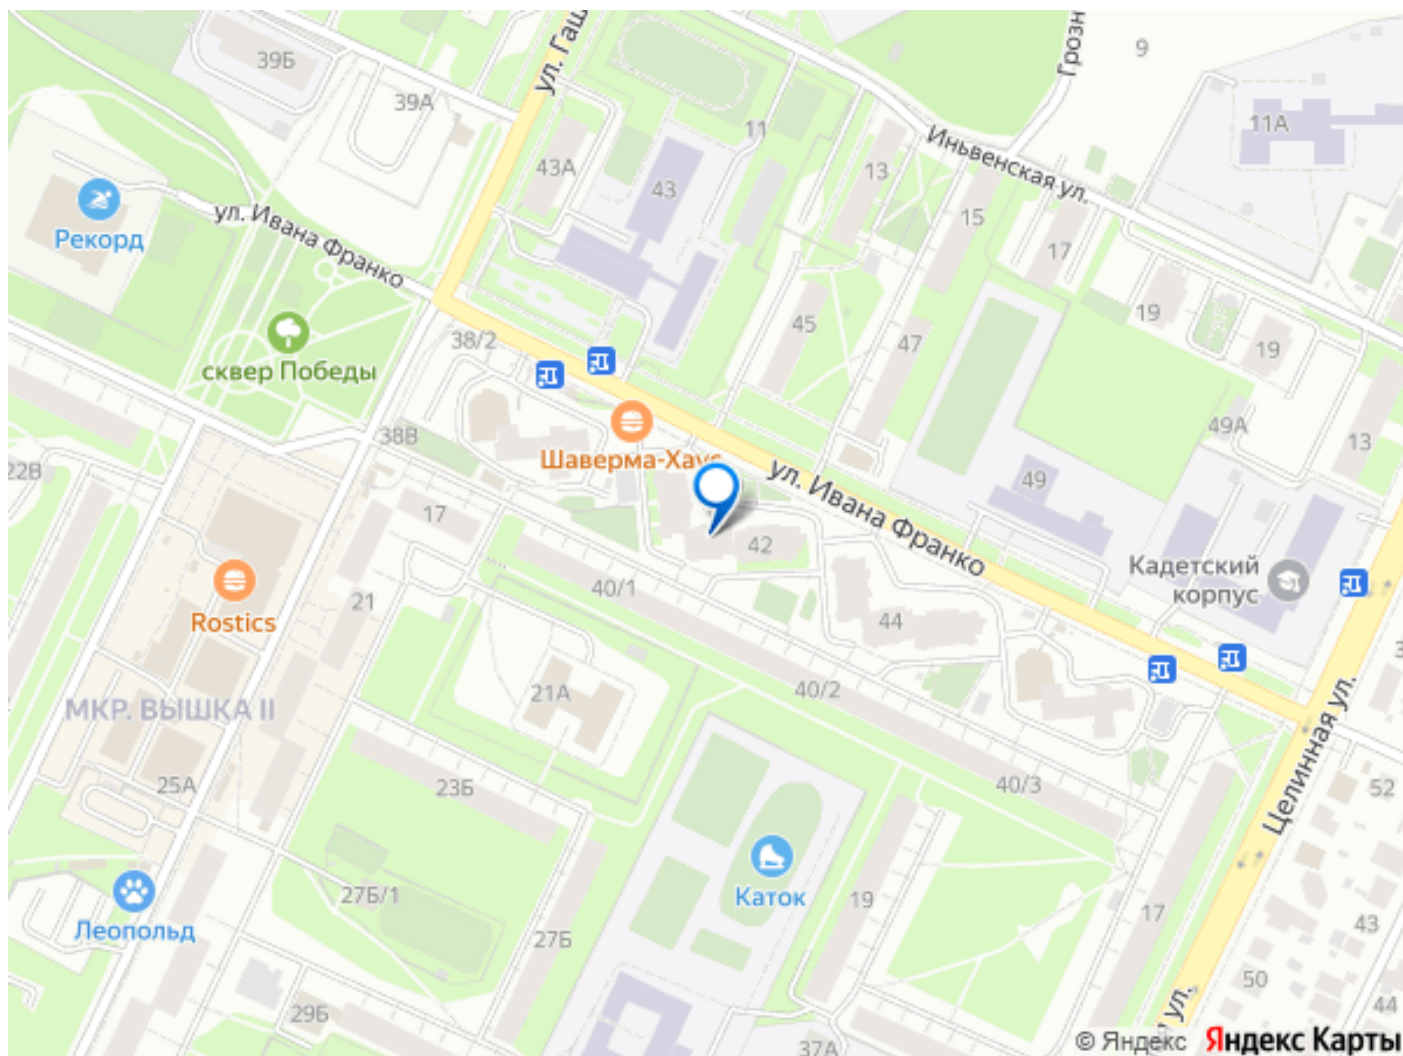 ул. Гаш
Грозн
9
39Б
39А
11
11А
Иньвенская ул.
43А
43
13
15
17
Рекорд
ул. Ивана Франко
19
45
47
38/2
19
сквер Победы
38В
49А
13
Шаверма-Хаус
ул. Ивана Франко
22В
49
17
42
Кадетский
корпус
40/1
21
Rostics
44
21А
40/2
МКР. ВЫШКА II
Целинная ул.
25А
23Б
40/3
52
27Б/1
Каток
19
17
Леопольд
27Б
43
50
29Б
ул.
44
37А
© Яндекс Яндекс Карты